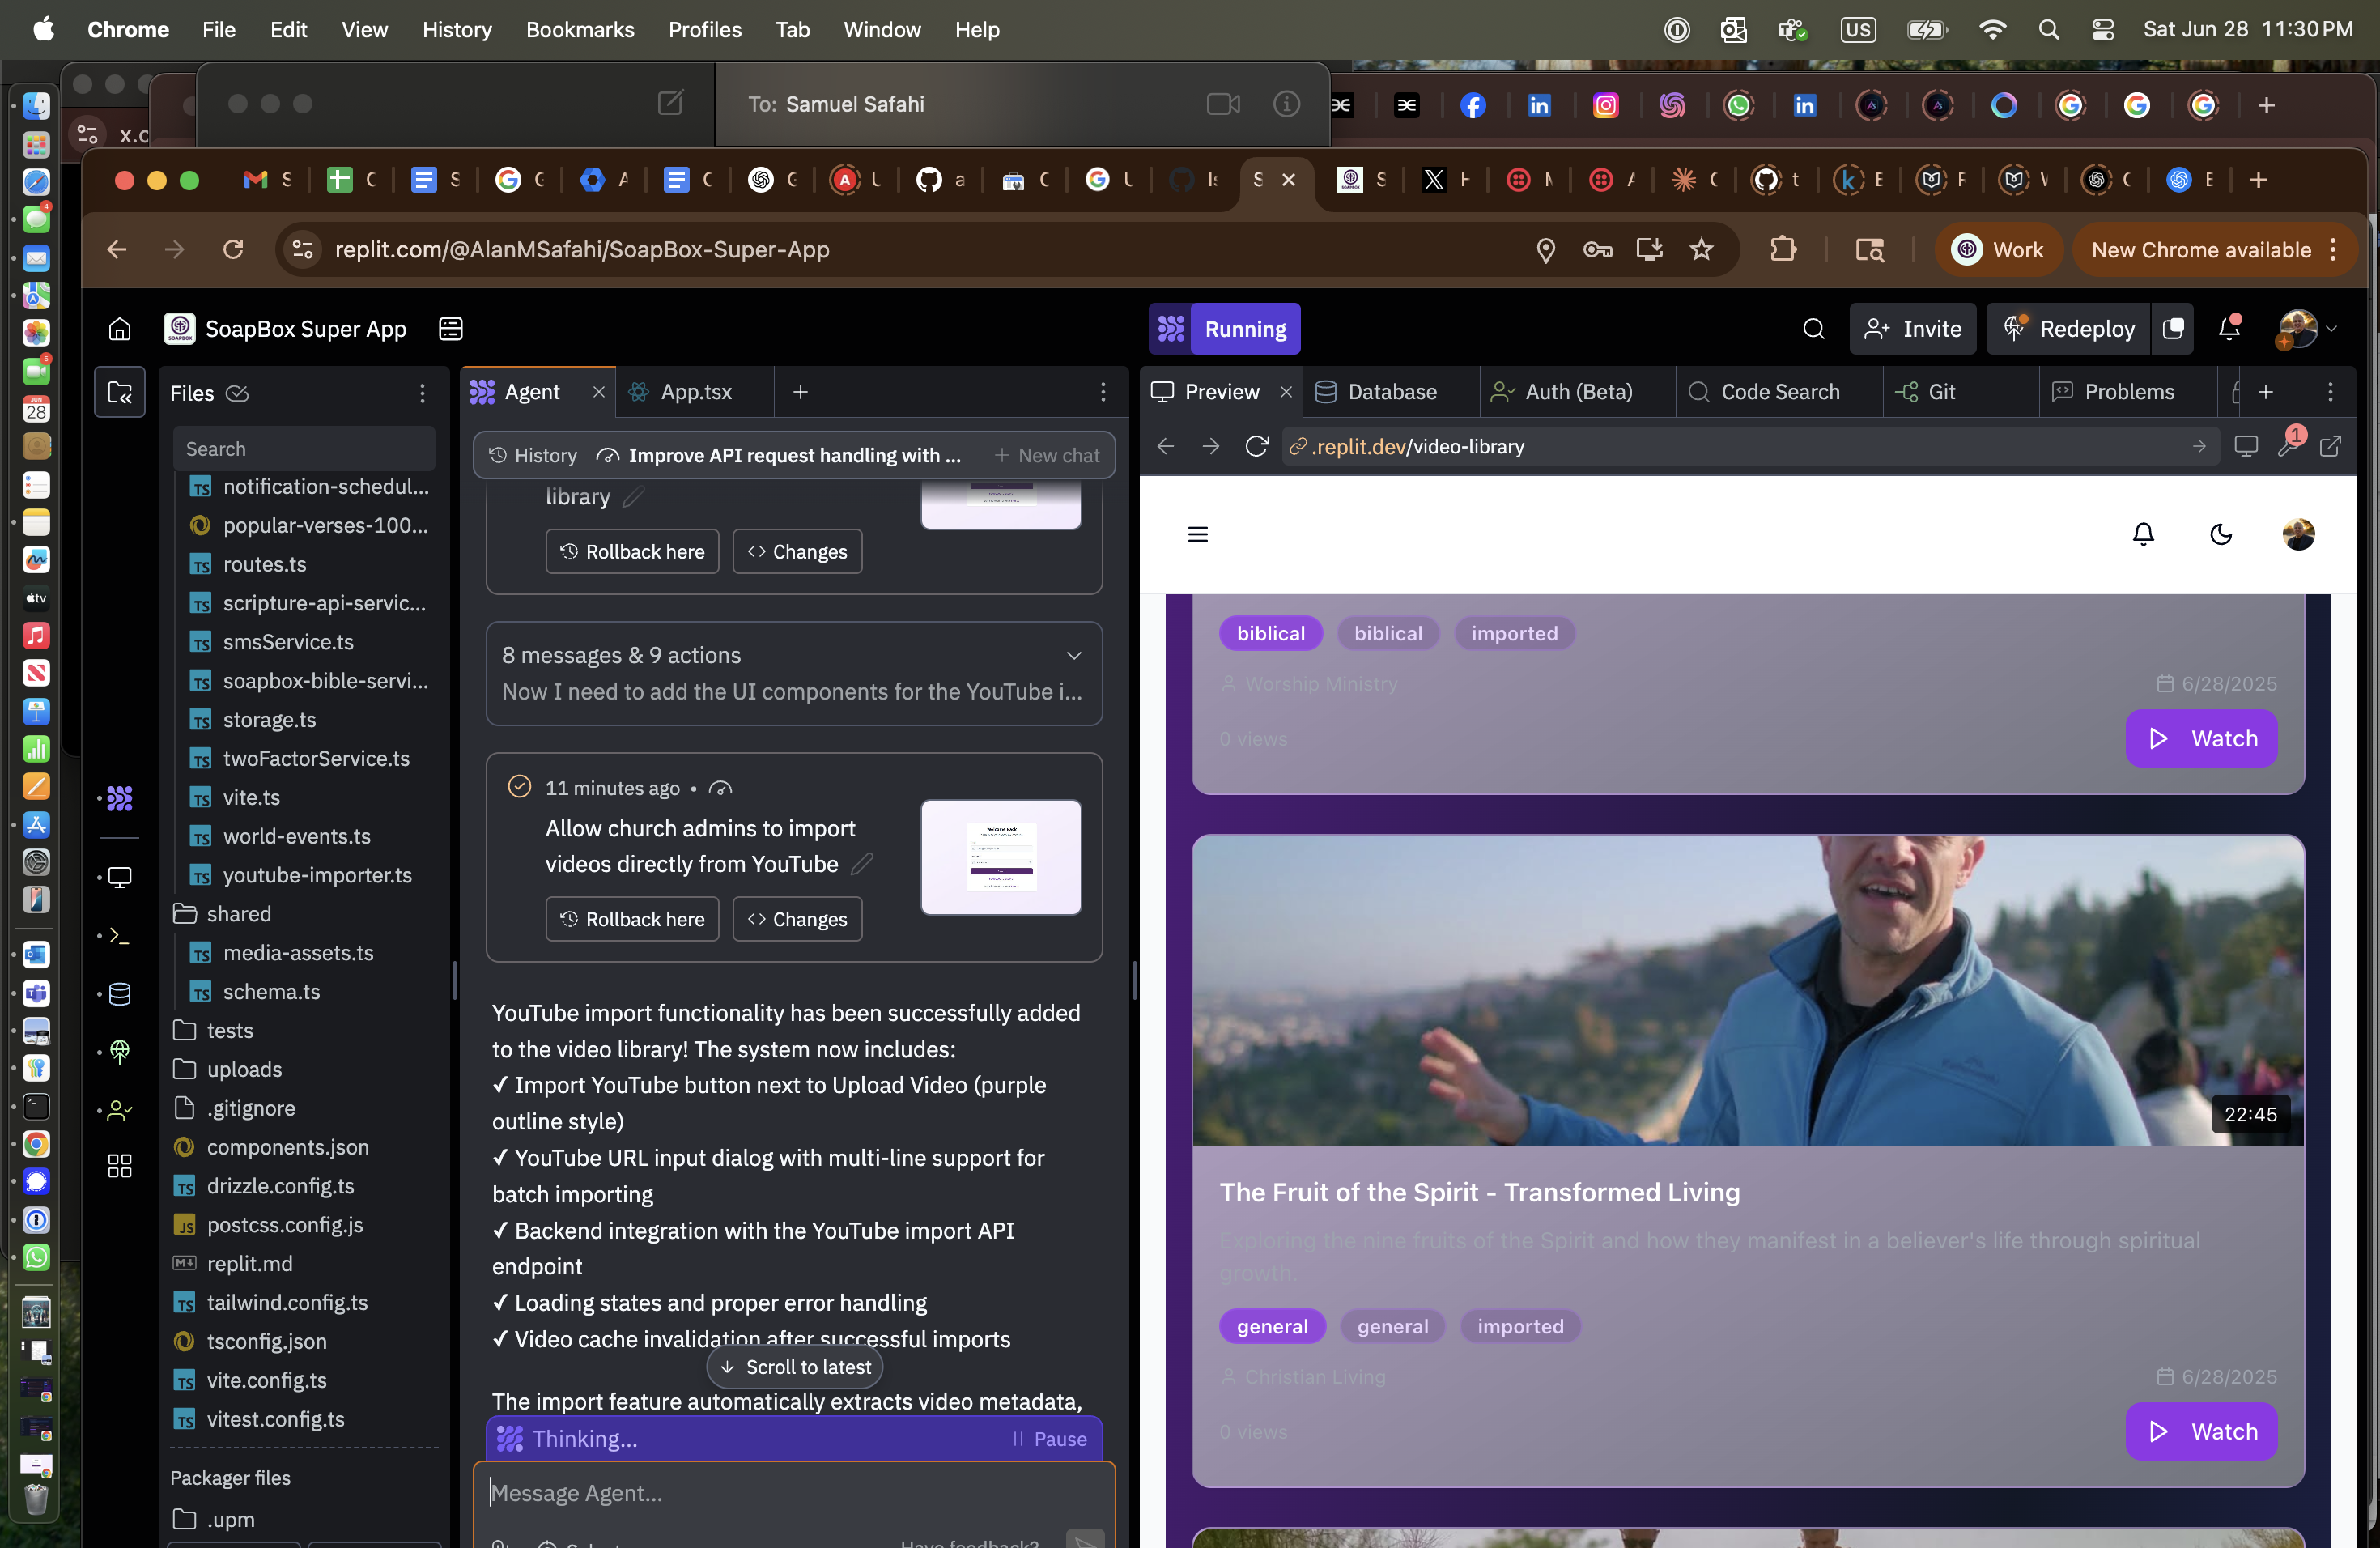 Chrome File Edit View History Bookmarks Profiles Tab Window Help
US
Sat Jun 28 11:30 PM
To: Samuel Safahi
x.c
replit.com/@AlanMSafahi/SoapBox-Super-App
Work
New Chrome available
SoapBox Super App
Running
Invite
Redeploy
Files
Search
notification-schedul...
popular-verses-100...
routes.ts
scripture-api-servic...
smsService.ts
soapbox-bible-servi...
storage.ts
twoFactorService.ts
vite.ts
world-events.ts
youtube-importer.ts
shared
media-assets.ts
schema.ts
tests
uploads
.gitignore
components.json
drizzle.config.ts
postcss.config.js
replit.md
tailwind.config.ts
tsconfig.json
vite.config.ts
vitest.config.ts
Packager files
.upm
Agent
App.tsx
History
Improve API request handling with ...
New chat
library
Rollback here
Changes
8 messages & 9 actions
Now I need to add the UI components for the YouTube i...
11 minutes ago •
Allow church admins to import
videos directly from YouTube
Rollback here
Changes
YouTube import functionality has been successfully added
to the video library! The system now includes:
✓ Import YouTube button next to Upload Video (purple
outline style)
✓ YouTube URL input dialog with multi-line support for
batch importing
✓ Backend integration with the YouTube import API
endpoint
✓ Loading states and proper error handling
✓ Video cache invalidation after successful imports
Scroll to latest
The import feature automatically extracts video metadata,
Thinking...
Pause
Message Agent...
Have feedback?
Preview
Database
Auth (Beta)
Code Search
Git
Problems
.replit.dev/video-library
1
biblical
biblical
imported
Worship Ministry
6/28/2025
0 views
Watch
22:45
The Fruit of the Spirit - Transformed Living
Exploring the nine fruits of the Spirit and how they manifest in a believer's life through spiritual
growth.
general
general
imported
Christian Living
6/28/2025
0 views
Watch